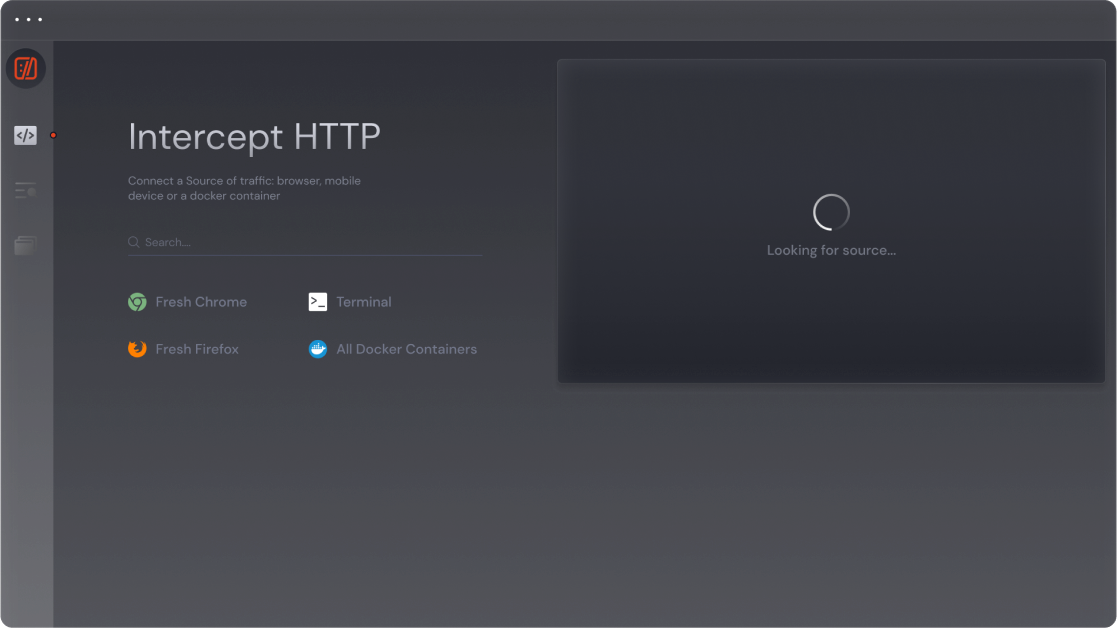 Intercept HTTP
Connect a Source of traffic: browser, mobile
device or a docker container
Search...
Fresh Chrome
Terminal
Fresh Firefox
All Docker Containers
Looking for source...